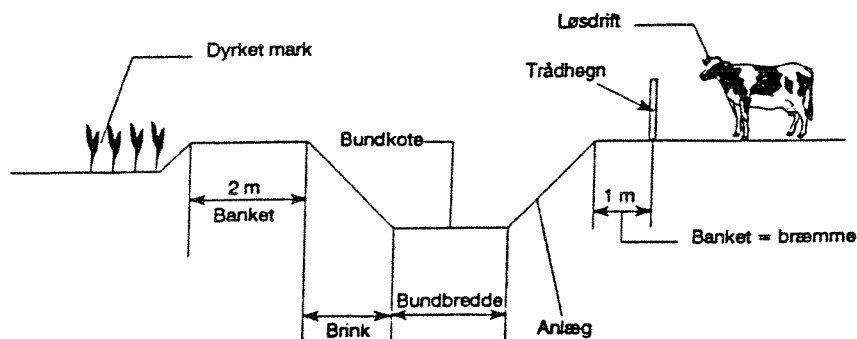 Løsdrift
Dyrket mark
Trådhegn
Bundkote
2 m
Banket
1 m
Banket = bræmme
Bundbredde
Brink
Anlæg